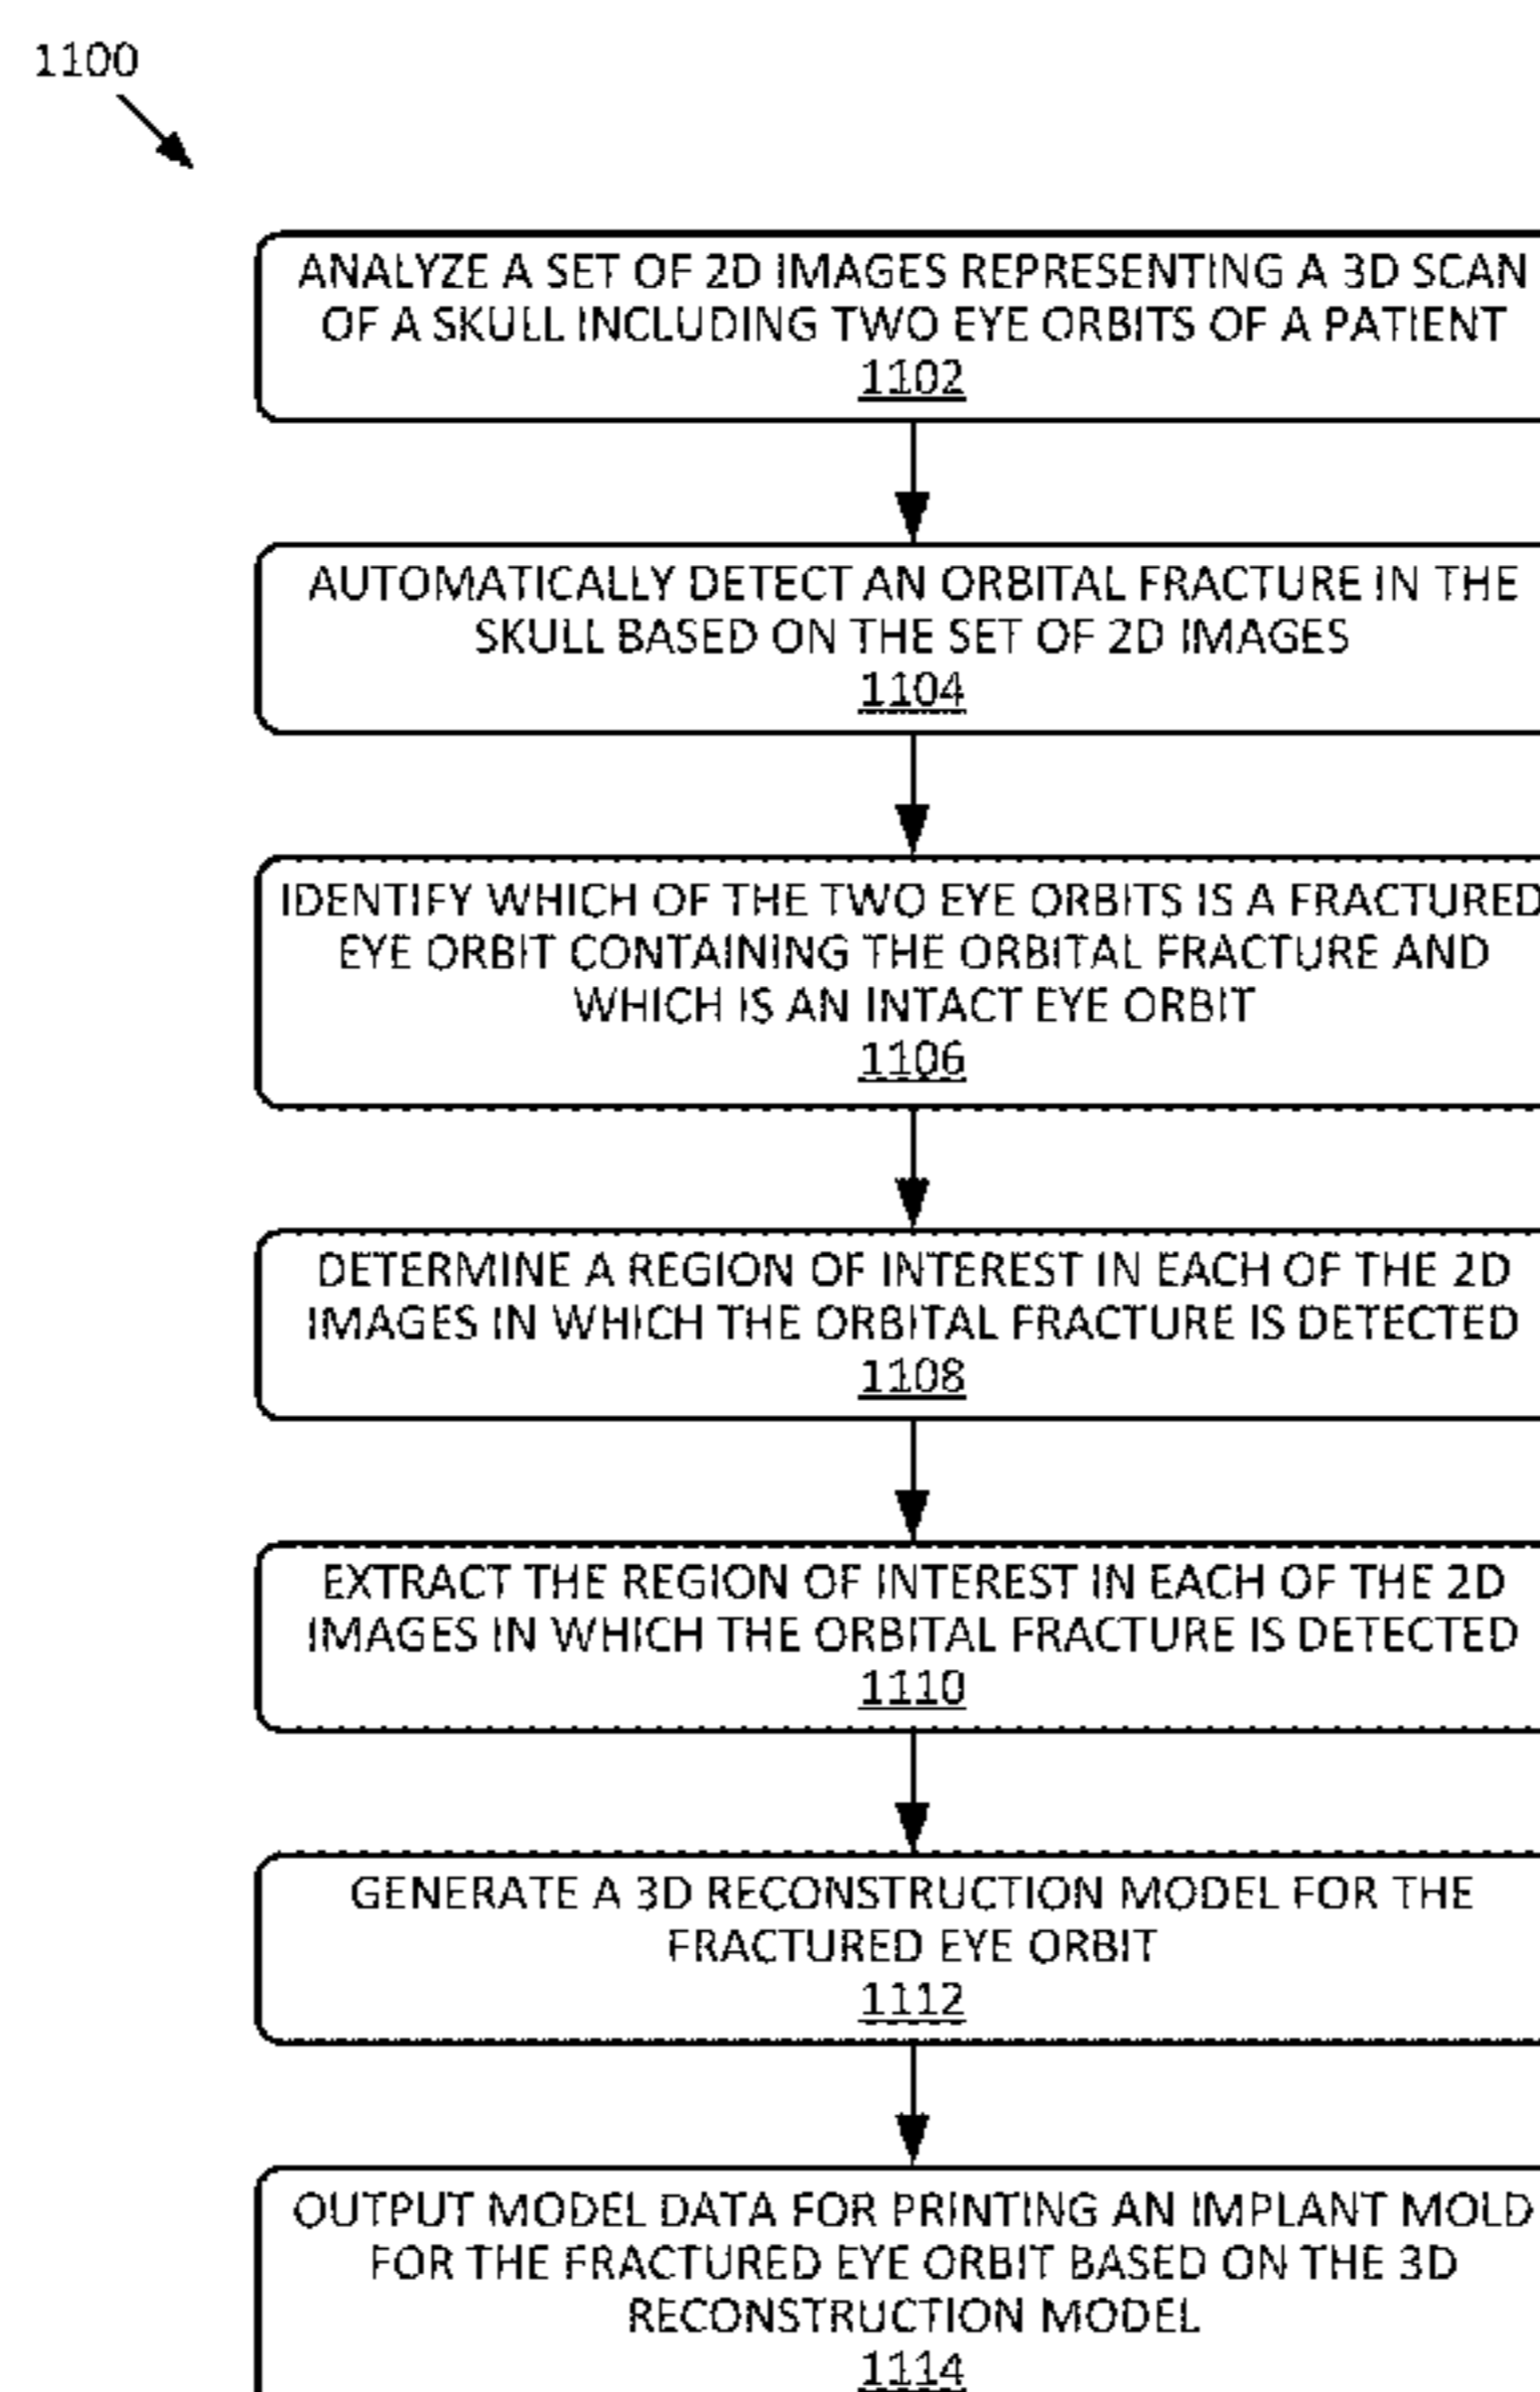 1100
ANALYZE A SET OF 2D IMAGES REPRESENTING A 3D SCAN
OF A SKULL INCLUDING TWO EYE ORBITS OF A PATIENT
1102
AUTOMATICALLY DETECT AN ORBITAL FRACTURE IN THE
SKULL BASED ON THE SET OF 2D IMAGES
1104
IDENTIFY WHICH OF THE TWO EYE ORBITS IS A FRACTURED
EYE ORBIT CONTAINING THE ORBITAL FRACTURE AND
WHICH IS AN INTACT EYE ORBIT
1106
DETERMINE A REGION OF INTEREST IN EACH OF THE 2D
IMAGES IN WHICH THE ORBITAL FRACTURE IS DETECTED
1108
EXTRACT THE REGION OF INTEREST IN EACH OF THE 2D
IMAGES IN WHICH THE ORBITAL FRACTURE IS DETECTED
1110
GENERATE A 3D RECONSTRUCTION MODEL FOR THE
FRACTURED EYE ORBIT
1112
OUTPUT MODEL DATA FOR PRINTING AN IMPLANT MOLD
FOR THE FRACTURED EYE ORBIT BASED ON THE 3D
RECONSTRUCTION MODEL
1114